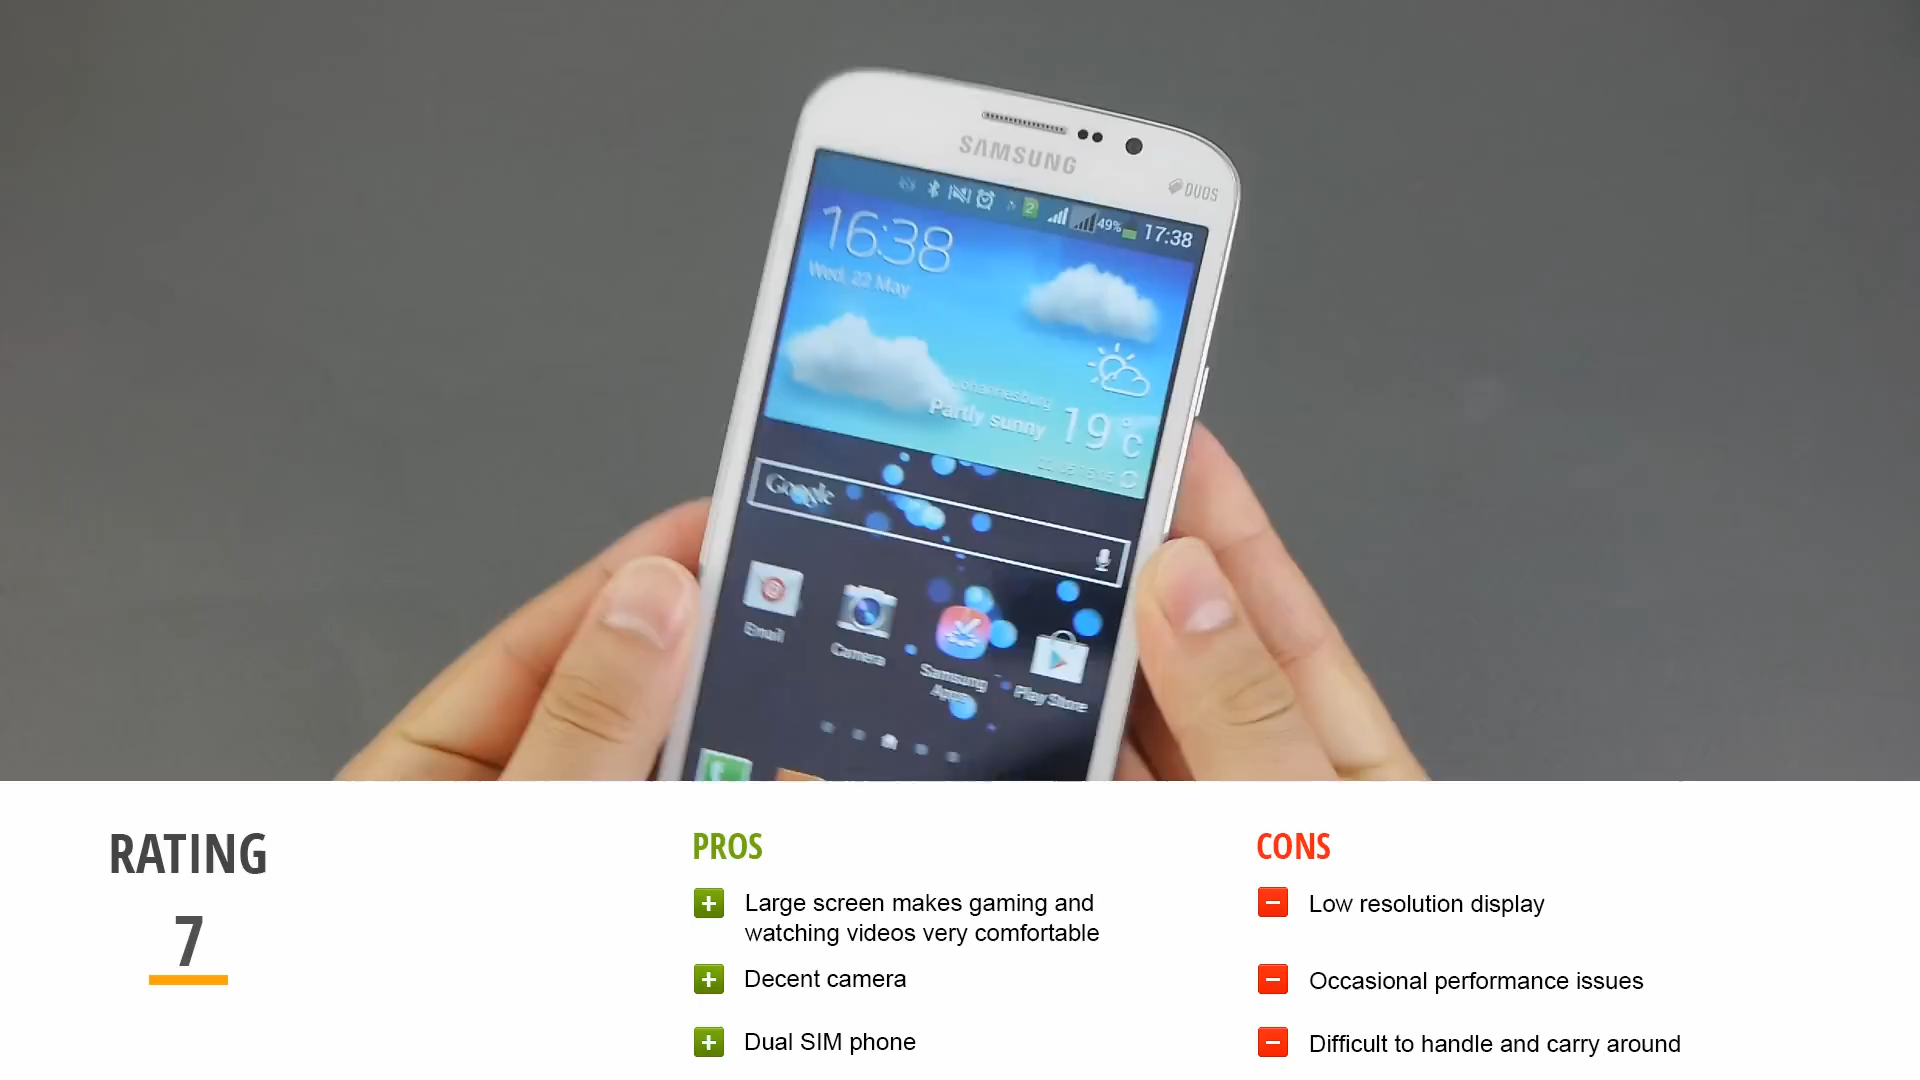 SAMSUNG
DUOS
2
49%
17:38
16:38
Wed, 22 May
Johannesburg
Partly sunny
19°C
Google
Email
Camera
Samsung
Apps
Play Store
RATING
7
PROS
Large screen makes gaming and
watching videos very comfortable
Decent camera
Dual SIM phone
CONS
Low resolution display
Occasional performance issues
Difficult to handle and carry around